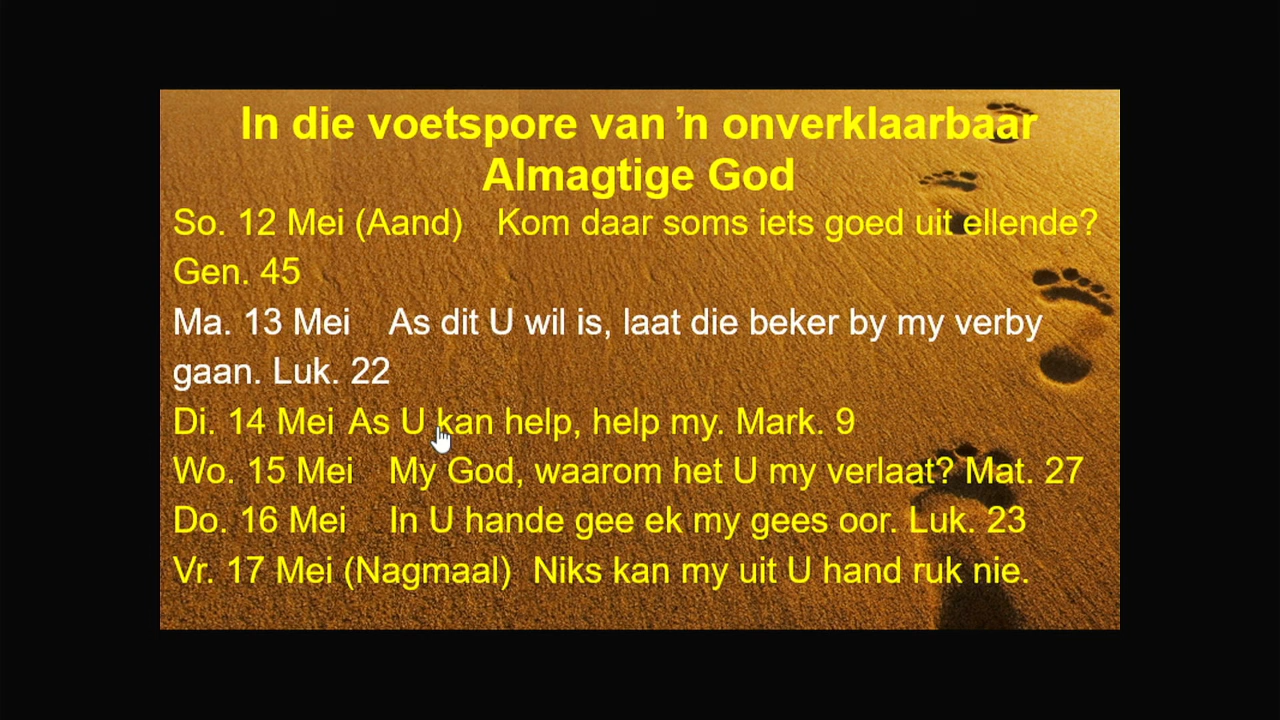 In die voetspore van ’n onverklaarbaar
Almagtige God
So. 12 Mei (Aand) Kom daar soms iets goed uit ellende?
Gen. 45
Ma. 13 Mei As dit U wil is, laat die beker by my verby
gaan. Luk. 22
Di. 14 Mei As U kan help, help my. Mark. 9
Wo. 15 Mei My God, waarom het U my verlaat? Mat. 27
Do. 16 Mei In U hande gee ek my gees oor. Luk. 23
Vr. 17 Mei (Nagmaal) Niks kan my uit U hand ruk nie.